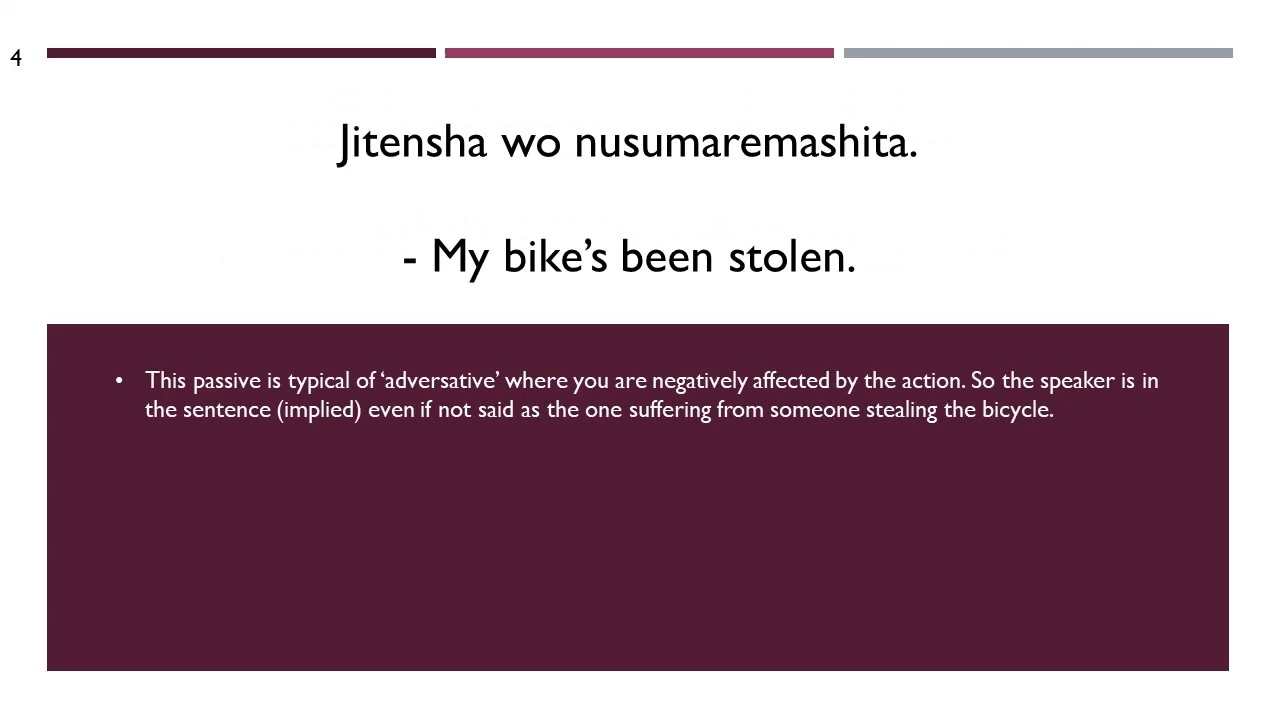 4
Jitensha wo nusumaremashita.
- My bike’s been stolen.
• This passive is typical of ‘adversative’ where you are negatively affected by the action. So the speaker is in
the sentence (implied) even if not said as the one suffering from someone stealing the bicycle.